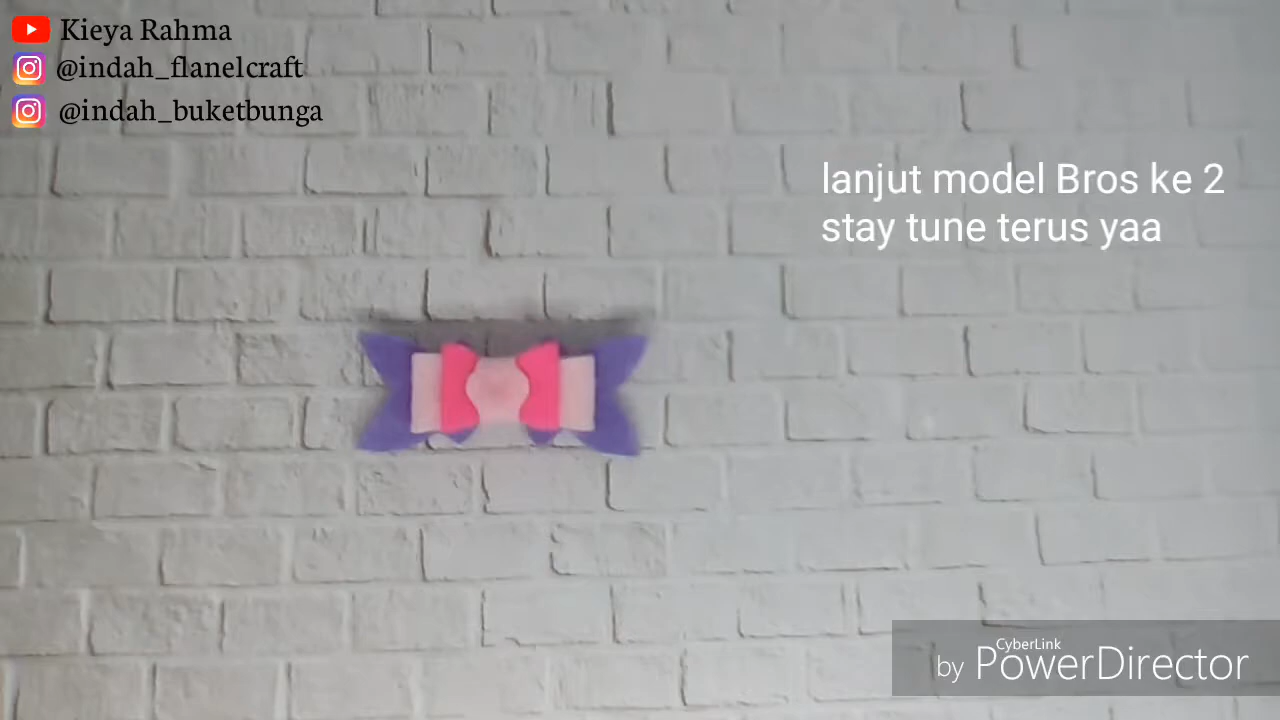 Kieya Rahma
@indah_flanelcraft
@indah_buketbunga
lanjut model Bros ke 2
stay tune terus yaa
CyberLink
by PowerDirector